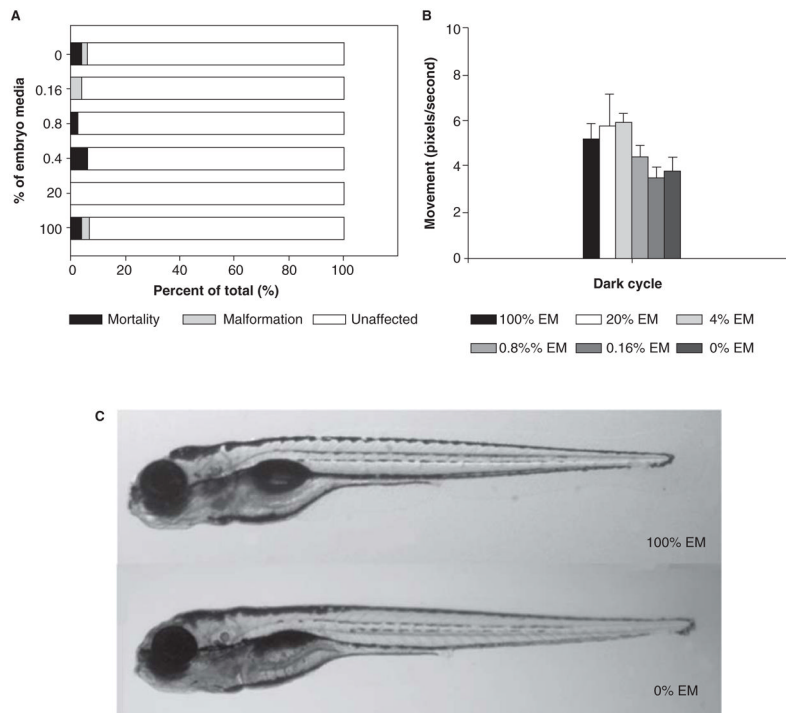 A
% of embryo media
0
0.16
0.8
0.4
20
100
0 20 40 60 80 100
Percent of total (%)
Mortality Malformation Unaffected
B
Movement (pixels/second)
10
8
6
4
2
0
Dark cycle
100% EM 20% EM 4% EM
0.8%% EM 0.16% EM 0% EM
C
100% EM
0% EM